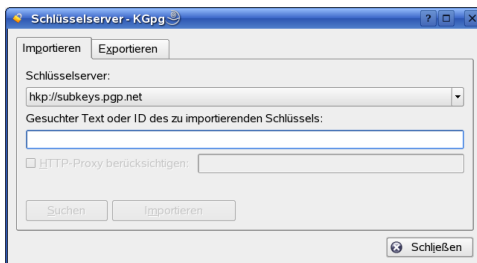 Schlüsselserver - KGpg
Importieren
Exportieren
Schlüsselserver:
hkp://subkeys.pgp.net
Gesuchter Text oder ID des zu importierenden Schlüssels:
HTTP-Proxy berücksichtigen:
Suchen
Importieren
Schließen